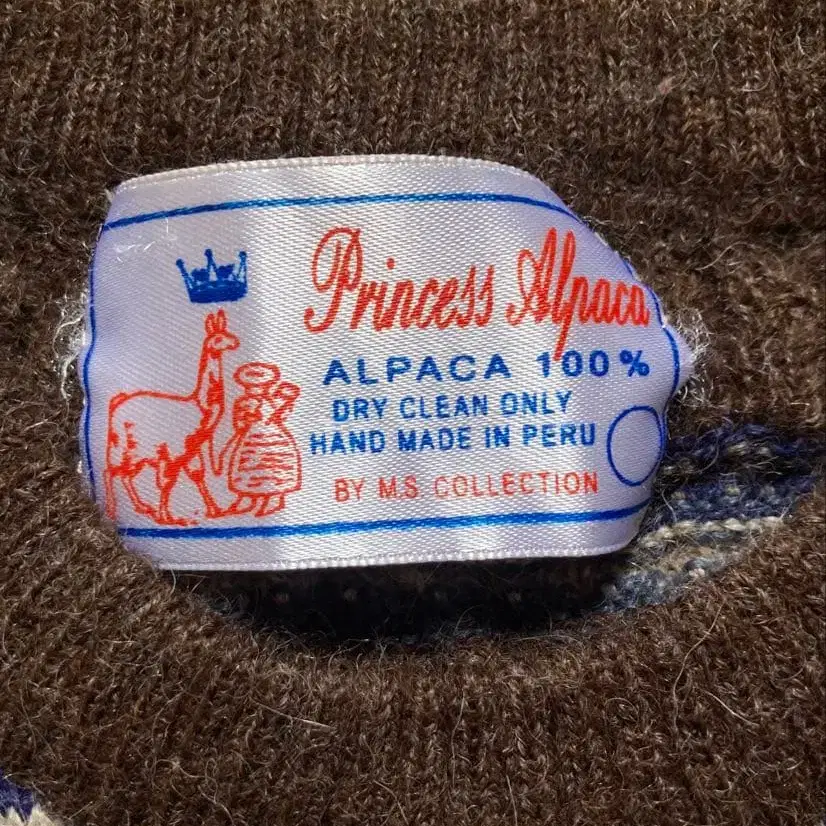 Princess Alpaca
ALPACA 100%
DRY CLEAN ONLY
HAND MADE IN PERU
BY M.S. COLLECTION